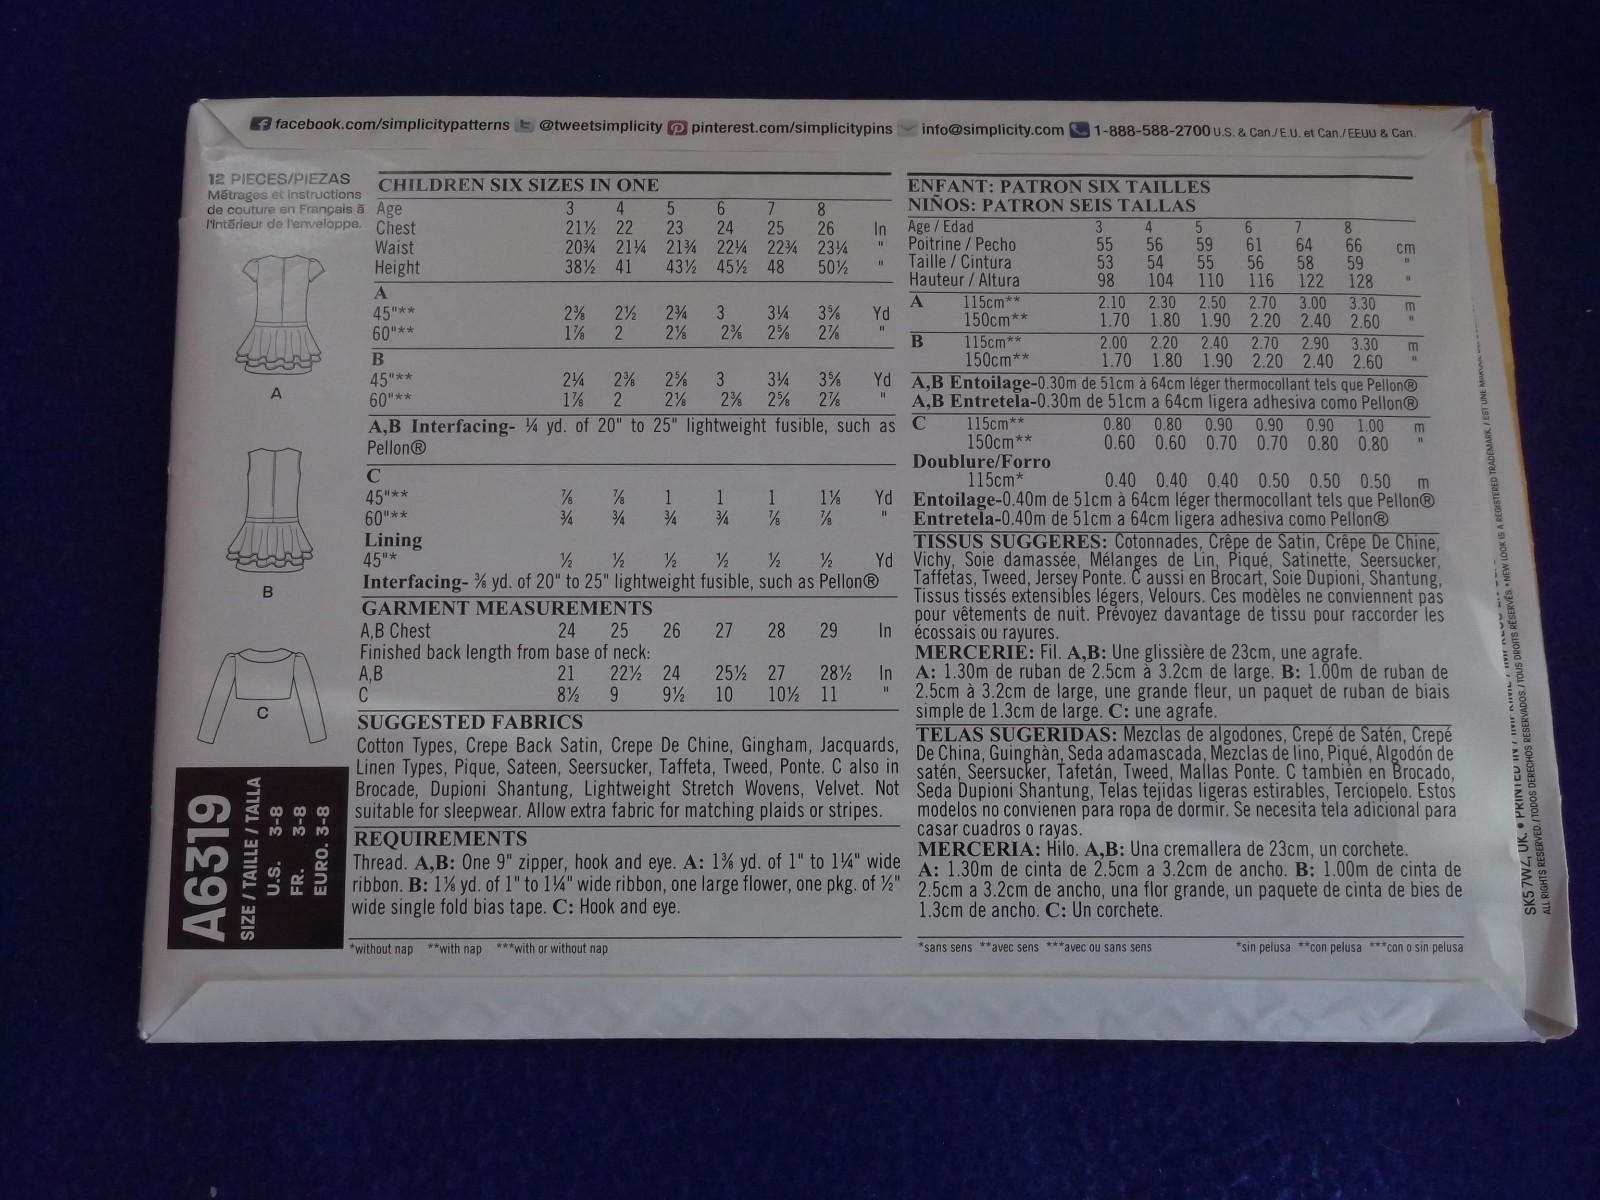 facebook.com/simplicitypatterns @tweetsimplicity pinterest.com/simplicitypins info@simplicity.com 1-888-588-2700 U.S. & Can./E.U. et Can./EEUU & Can.
12 PIECES/PIEZAS
Métrages et instructions
de couture en Français à
l'intérieur de l'enveloppe.
A
B
C
A6319
SIZE / TAILLE / TALLA
U.S. 3-8
FR. 3-8
EURO. 3-8
CHILDREN SIX SIZES IN ONE
Age 3 4 5 6 7 8
Chest 21½ 22 23 24 25 26 In
Waist 20¾ 21¼ 21¾ 22¼ 22¾ 23¼ "
Height 38½ 41 43½ 45½ 48 50½ "
A
45"** 2⅜ 2½ 2¾ 3 3¼ 3⅝ Yd
60"** 1⅞ 2 2⅛ 2⅜ 2⅝ 2⅞ "
B
45"** 2¼ 2⅜ 2⅝ 3 3¼ 3⅝ Yd
60"** 1⅞ 2 2⅛ 2⅜ 2⅝ 2⅞ "
A,B Interfacing- ¼ yd. of 20" to 25" lightweight fusible, such as
Pellon®
C
45"** ⅞ ⅞ 1 1 1 1⅛ Yd
60"** ¾ ¾ ¾ ¾ ⅞ ⅞ "
Lining
45"* ½ ½ ½ ½ ½ ½ Yd
Interfacing- ⅜ yd. of 20" to 25" lightweight fusible, such as Pellon®
GARMENT MEASUREMENTS
A,B Chest 24 25 26 27 28 29 In
Finished back length from base of neck:
A,B 21 22½ 24 25½ 27 28½ In
C 8½ 9 9½ 10 10½ 11 "
SUGGESTED FABRICS
Cotton Types, Crepe Back Satin, Crepe De Chine, Gingham, Jacquards,
Linen Types, Pique, Sateen, Seersucker, Taffeta, Tweed, Ponte. C also in
Brocade, Dupioni Shantung, Lightweight Stretch Wovens, Velvet. Not
suitable for sleepwear. Allow extra fabric for matching plaids or stripes.
REQUIREMENTS
Thread. A,B: One 9" zipper, hook and eye. A: 1⅜ yd. of 1" to 1¼" wide
ribbon. B: 1⅛ yd. of 1" to 1¼" wide ribbon, one large flower, one pkg. of ½"
wide single fold bias tape. C: Hook and eye.
*without nap **with nap ***with or without nap
ENFANT: PATRON SIX TAILLES
NIÑOS: PATRON SEIS TALLAS
Age / Edad 3 4 5 6 7 8
Poitrine / Pecho 55 56 59 61 64 66 cm
Taille / Cintura 53 54 55 56 58 59 "
Hauteur / Altura 98 104 110 116 122 128 "
A 115cm** 2.10 2.30 2.50 2.70 3.00 3.30 m
150cm** 1.70 1.80 1.90 2.20 2.40 2.60 "
B 115cm** 2.00 2.20 2.40 2.70 2.90 3.30 m
150cm** 1.70 1.80 1.90 2.20 2.40 2.60 "
A,B Entoilage-0.30m de 51cm à 64cm léger thermocollant tels que Pellon®
A,B Entretela-0.30m de 51cm a 64cm ligera adhesiva como Pellon®
C 115cm** 0.80 0.80 0.90 0.90 0.90 1.00 m
150cm** 0.60 0.60 0.70 0.70 0.80 0.80 "
Doublure/Forro
115cm* 0.40 0.40 0.40 0.50 0.50 0.50 m
Entoilage-0.40m de 51cm à 64cm léger thermocollant tels que Pellon®
Entretela-0.40m de 51cm a 64cm ligera adhesiva como Pellon®
TISSUS SUGGERES: Cotonnades, Crêpe de Satin, Crêpe De Chine,
Vichy, Soie damassée, Mélanges de Lin, Piqué, Satinette, Seersucker,
Taffetas, Tweed, Jersey Ponte. C aussi en Brocart, Soie Dupioni, Shantung,
Tissus tissés extensibles légers, Velours. Ces modèles ne conviennent pas
pour vêtements de nuit. Prévoyez davantage de tissu pour raccorder les
écossais ou rayures.
MERCERIE: Fil. A,B: Une glissière de 23cm, une agrafe.
A: 1.30m de ruban de 2.5cm à 3.2cm de large. B: 1.00m de ruban de
2.5cm à 3.2cm de large, une grande fleur, un paquet de ruban de biais
simple de 1.3cm de large. C: une agrafe.
TELAS SUGERIDAS: Mezclas de algodones, Crepé de Satén, Crepé
De China, Guinghàn, Seda adamascada, Mezclas de lino, Piqué, Algodón de
satén, Seersucker, Tafetán, Tweed, Mallas Ponte. C también en Brocado,
Seda Dupioni Shantung, Telas tejidas ligeras estirables, Terciopelo. Estos
modelos no convienen para ropa de dormir. Se necesita tela adicional para
casar cuadros o rayas.
MERCERIA: Hilo. A,B: Una cremallera de 23cm, un corchete.
A: 1.30m de cinta de 2.5cm a 3.2cm de ancho. B: 1.00m de cinta de
2.5cm a 3.2cm de ancho, una flor grande, un paquete de cinta de bies de
1.3cm de ancho. C: Un corchete.
*sans sens **avec sens ***avec ou sans sens *sin pelusa **con pelusa ***con o sin pelusa
SK5 7WZ, UK. • PRINTED IN
ALL RIGHTS RESERVED./TODOS DERECHOS RESERVADOS./TOUS DROITS RÉSERVÉS. • NEW LOOK IS A REGISTERED TRADEMARK. / EST UNE